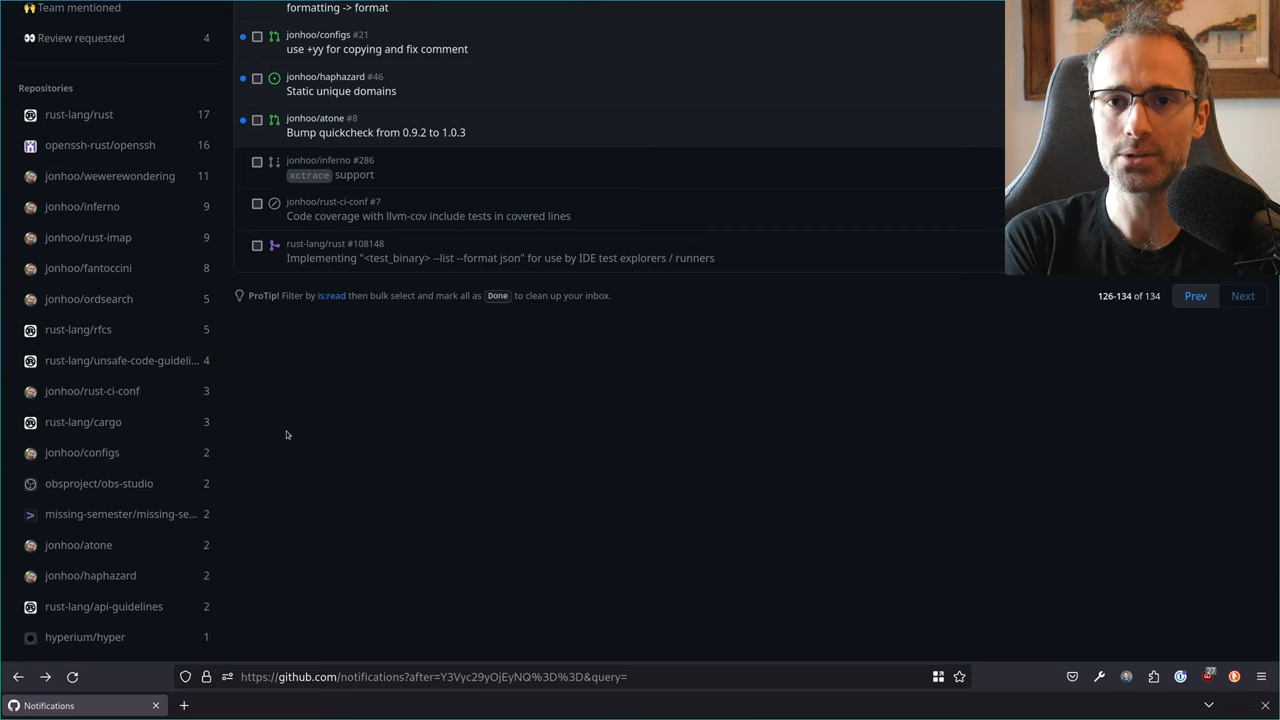 Team mentioned
Review requested 4
Repositories
rust-lang/rust 17
openssh-rust/openssh 16
jonhoo/wewerewondering 11
jonhoo/inferno 9
jonhoo/rust-imap 9
jonhoo/fantoccini 8
jonhoo/ordsearch 5
rust-lang/rfcs 5
rust-lang/unsafe-code-guideli... 4
jonhoo/rust-ci-conf 3
rust-lang/cargo 3
jonhoo/configs 2
obsproject/obs-studio 2
missing-semester/missing-se... 2
jonhoo/atone 2
jonhoo/haphazard 2
rust-lang/api-guidelines 2
hyperium/hyper 1
formatting -> format
jonhoo/configs #21
use +yy for copying and fix comment
jonhoo/haphazard #46
Static unique domains
jonhoo/atone #8
Bump quickcheck from 0.9.2 to 1.0.3
jonhoo/inferno #286
xctrace support
jonhoo/rust-ci-conf #7
Code coverage with llvm-cov include tests in covered lines
rust-lang/rust #108148
Implementing "<test_binary> --list --format json" for use by IDE test explorers / runners
ProTip! Filter by is:read then bulk select and mark all as Done to clean up your inbox.
126-134 of 134 Prev Next
https://github.com/notifications?after=Y3Vyc29yOjEyNQ%3D%3D&query=
27
Notifications